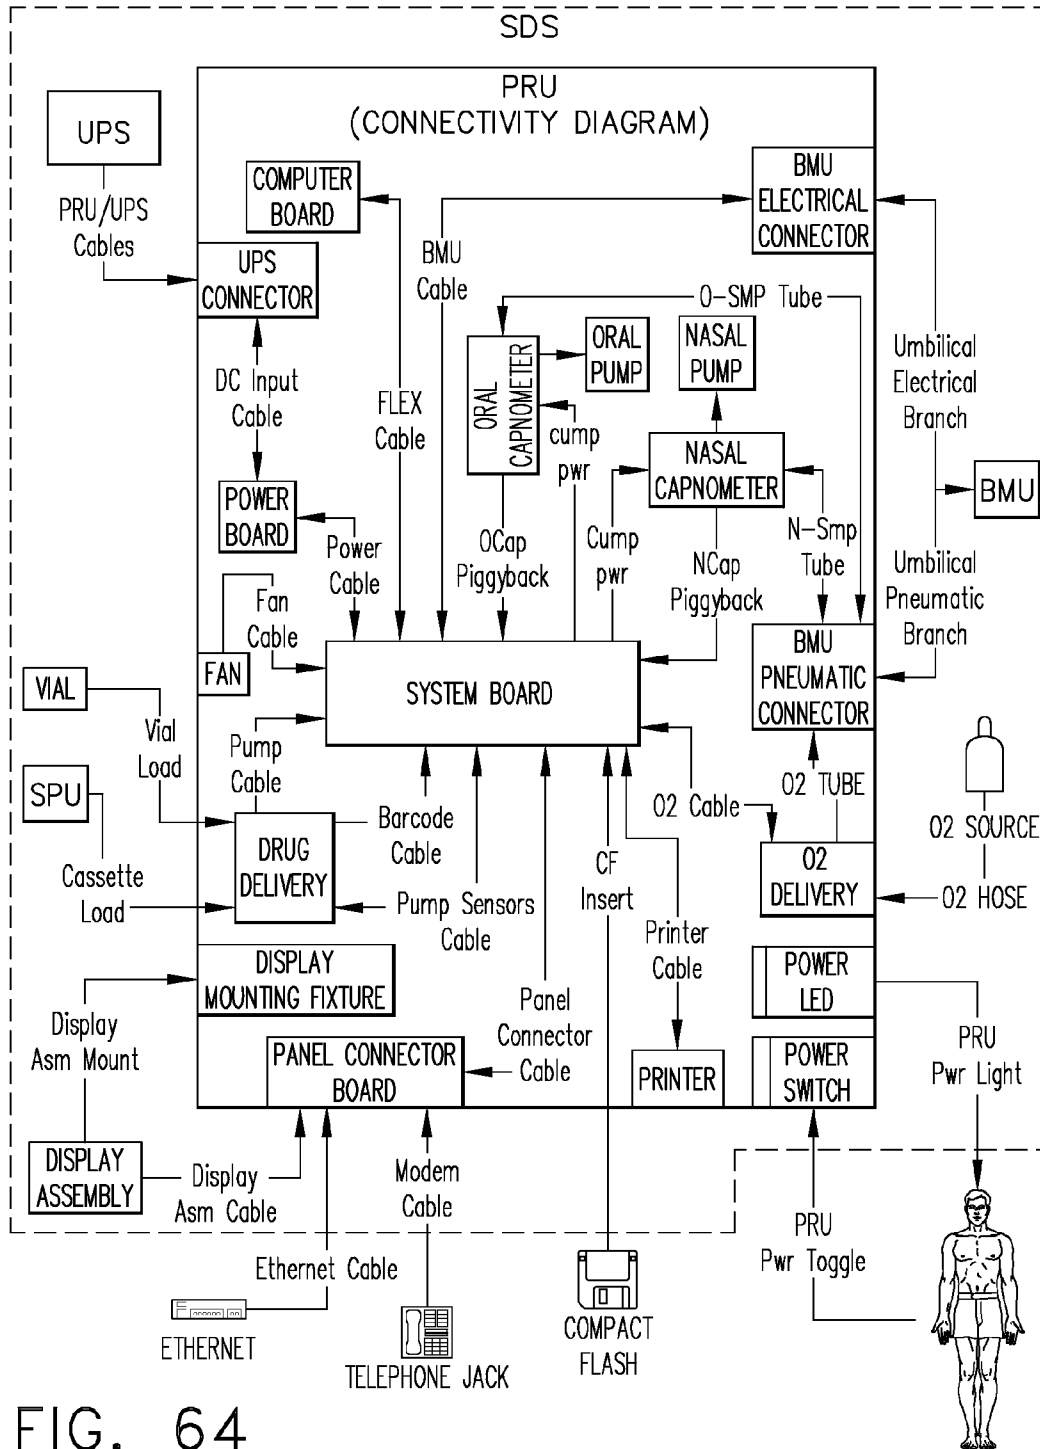 SDS
PRU
(CONNECTIVITY DIAGRAM)
UPS
PRU/UPS
Cables
COMPUTER
BOARD
BMU
ELECTRICAL
CONNECTOR
UPS
CONNECTOR
BMU
Cable
O-SMP Tube
ORAL
CAPNOMETER
ORAL
PUMP
NASAL
PUMP
Umbilical
Electrical
Branch
DC Input
Cable
FLEX
Cable
cump
pwr
NASAL
CAPNOMETER
BMU
POWER
BOARD
Power
Cable
OCap
Piggyback
Cump
pwr
NCap
Piggyback
N-Smp
Tube
Umbilical
Pneumatic
Branch
Fan
Cable
FAN
SYSTEM BOARD
BMU
PNEUMATIC
CONNECTOR
VIAL
Vial
Load
Pump
Cable
SPU
Cassette
Load
DRUG
DELIVERY
Barcode
Cable
Pump Sensors
Cable
CF
Insert
O2 Cable
O2 TUBE
O2
DELIVERY
O2 SOURCE
O2 HOSE
Printer
Cable
DISPLAY
MOUNTING FIXTURE
POWER
LED
Display
Asm Mount
Panel
Connector
Cable
PANEL CONNECTOR
BOARD
PRINTER
POWER
SWITCH
PRU
Pwr Light
DISPLAY
ASSEMBLY
Display
Asm Cable
Modem
Cable
PRU
Pwr Toggle
Ethernet Cable
ETHERNET
TELEPHONE JACK
COMPACT
FLASH
FIG. 64